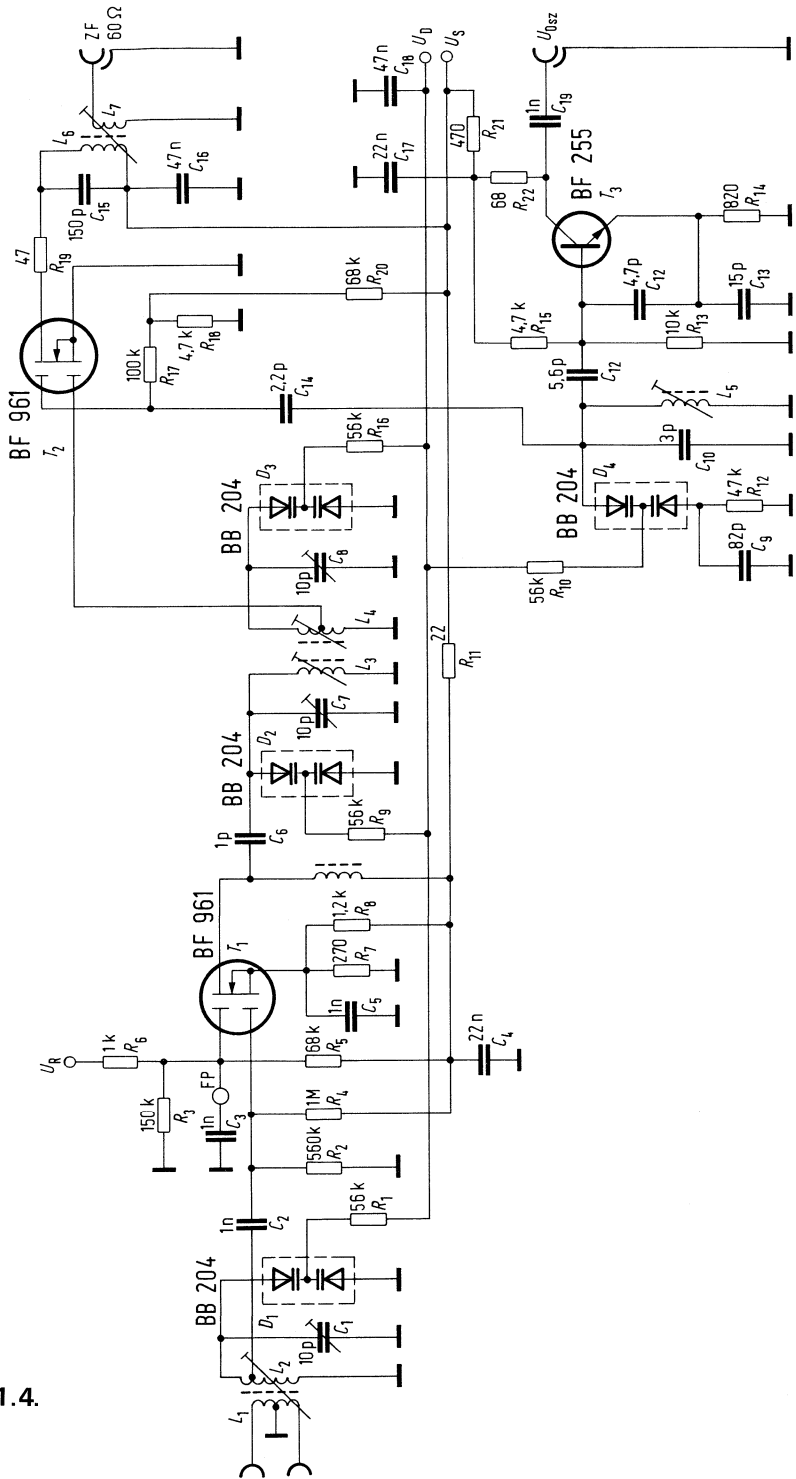 1.4.
L1
L2
10p
C1
D1
BB 204
56k
R1
1n
C2
560k
R2
1M
R4
150k
R3
1n
C3
FP
UR
1k
R6
68k
R5
22n
C4
BF 961
T1
1n
C5
270
R7
1,2k
R8
1p
C6
BB 204
D2
56k
R9
10p
C7
L3
L4
10p
C8
BB 204
D3
56k
R16
22
R11
BF 961
T2
100k
R17
4,7k
R18
68k
R20
2,2p
C14
47
R19
150p
C15
47n
C16
L6
L7
ZF
60Ω
22n
C17
47n
C18
UD
US
470
R21
68
R22
1n
C19
UOsz
BF 255
T3
820
R14
4,7p
C12
15p
C13
4,7k
R15
10k
R13
5,6p
C12
L5
3p
C10
BB 204
D4
56k
R10
82p
C9
47k
R12